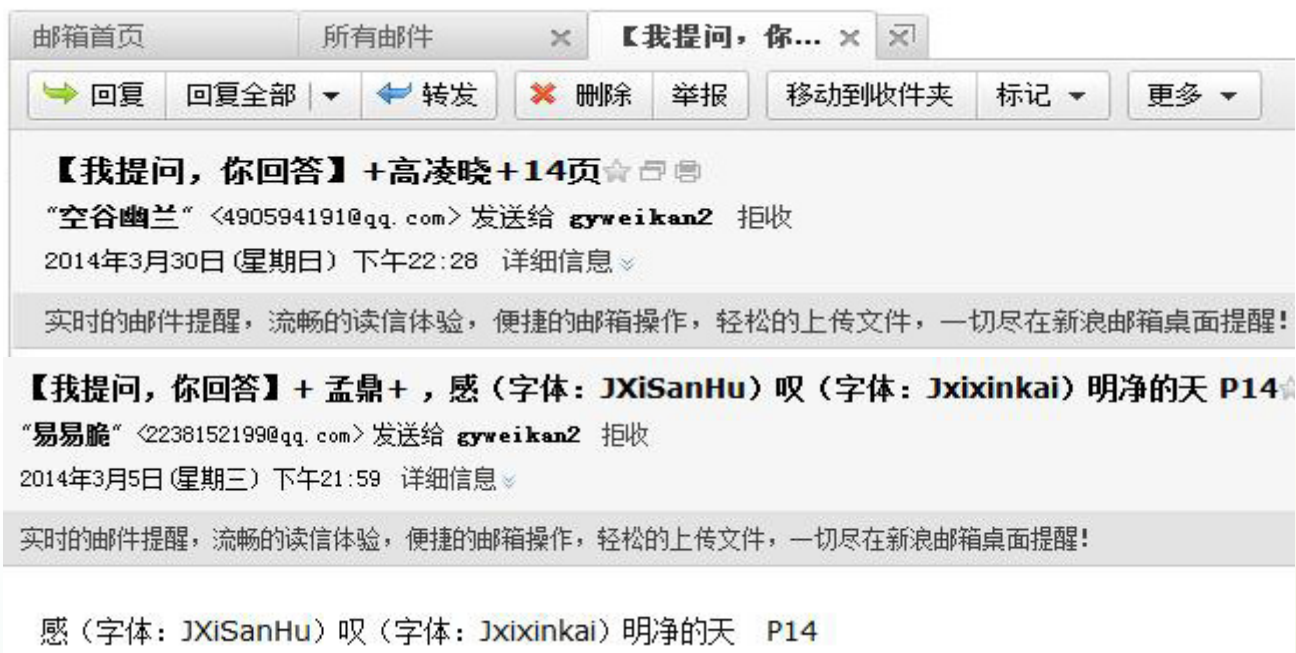 邮箱首页 所有邮件 【我提问，你...
回复 回复全部 转发 删除 举报 移动到收件夹 标记 更多
【我提问，你回答】+高凌晓+14页
“空谷幽兰” <490594191@qq.com> 发送给 gyweikan2 拒收
2014年3月30日(星期日) 下午22:28 详细信息
实时的邮件提醒，流畅的读信体验，便捷的邮箱操作，轻松的上传文件，一切尽在新浪邮箱桌面提醒!
【我提问，你回答】+ 孟鼎+ ，感（字体：JXiSanHu）叹（字体：Jxixinkai）明净的天 P14
“易易脆” <2238152199@qq.com> 发送给 gyweikan2 拒收
2014年3月5日(星期三) 下午21:59 详细信息
实时的邮件提醒，流畅的读信体验，便捷的邮箱操作，轻松的上传文件，一切尽在新浪邮箱桌面提醒!
感（字体：JXiSanHu）叹（字体：Jxixinkai）明净的天 P14